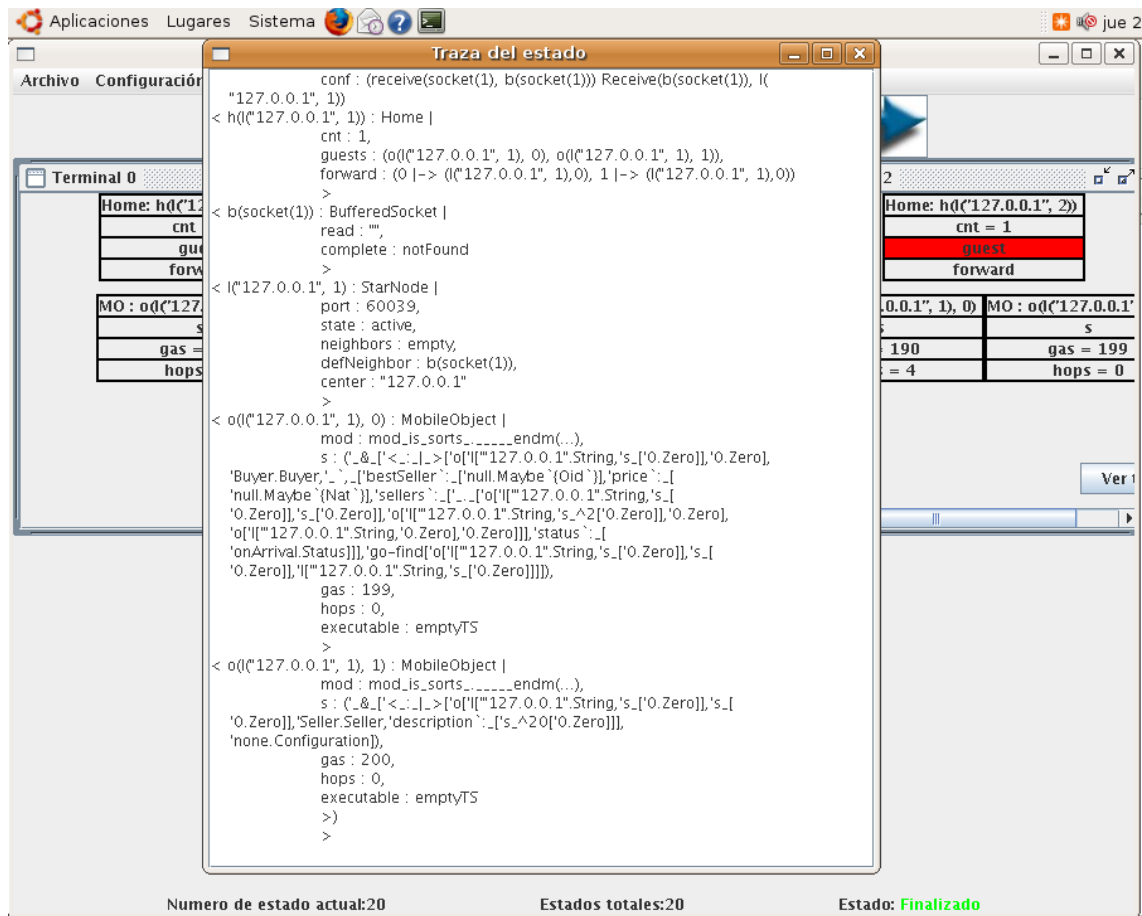 Aplicaciones Lugares Sistema jue 2
Traza del estado
Archivo Configuración
conf : (receive(socket(1), b(socket(1))) Receive(b(socket(1)), l(
"127.0.0.1", 1))
< h(l("127.0.0.1", 1)) : Home |
cnt : 1,
guests : (o(l("127.0.0.1", 1), 0), o(l("127.0.0.1", 1), 1)),
forward : (0 |-> (l("127.0.0.1", 1),0), 1 |-> (l("127.0.0.1", 1),0))
>
< b(socket(1)) : BufferedSocket |
read : "",
complete : notFound
>
< l("127.0.0.1", 1) : StarNode |
port : 60039,
state : active,
neighbors : empty,
defNeighbor : b(socket(1)),
center : "127.0.0.1"
>
< o(l("127.0.0.1", 1), 0) : MobileObject |
mod : mod_is_sorts_._____endm(...),
s : ('_&_['<_:_|_>['o['l['"127.0.0.1".String,'s_['0.Zero]],'0.Zero],
'Buyer.Buyer,'_`,_['bestSeller`:_['null.Maybe`{Oid`}],'price`:_[
'null.Maybe`{Nat`}],'sellers`:_['_._['o['l['"127.0.0.1".String,'s_[
'0.Zero]],'s_['0.Zero]],'o['l['"127.0.0.1".String,'s_^2['0.Zero]],'0.Zero],
'o['l['"127.0.0.1".String,'0.Zero],'0.Zero]]],'status`:_[
'onArrival.Status]]],'go-find['o['l['"127.0.0.1".String,'s_['0.Zero]],'s_[
'0.Zero]],'l['"127.0.0.1".String,'s_['0.Zero]]]]),
gas : 199,
hops : 0,
executable : emptyTS
>
< o(l("127.0.0.1", 1), 1) : MobileObject |
mod : mod_is_sorts_._____endm(...),
s : ('_&_['<_:_|_>['o['l['"127.0.0.1".String,'s_['0.Zero]],'s_[
'0.Zero]],'Seller.Seller,'description`:_['s_^20['0.Zero]]],
'none.Configuration]),
gas : 200,
hops : 0,
executable : emptyTS
>)
>
Terminal 0
Home: h(l("12
cnt
gue
forw
MO : o(l("127.
s
gas =
hops
2
Home: h(l("127.0.0.1", 2))
cnt = 1
guest
forward
.0.0.1", 1), 0) MO : o(l("127.0.0.1"
s
190 gas = 199
= 4 hops = 0
Ver
Numero de estado actual:20 Estados totales:20 Estado: Finalizado